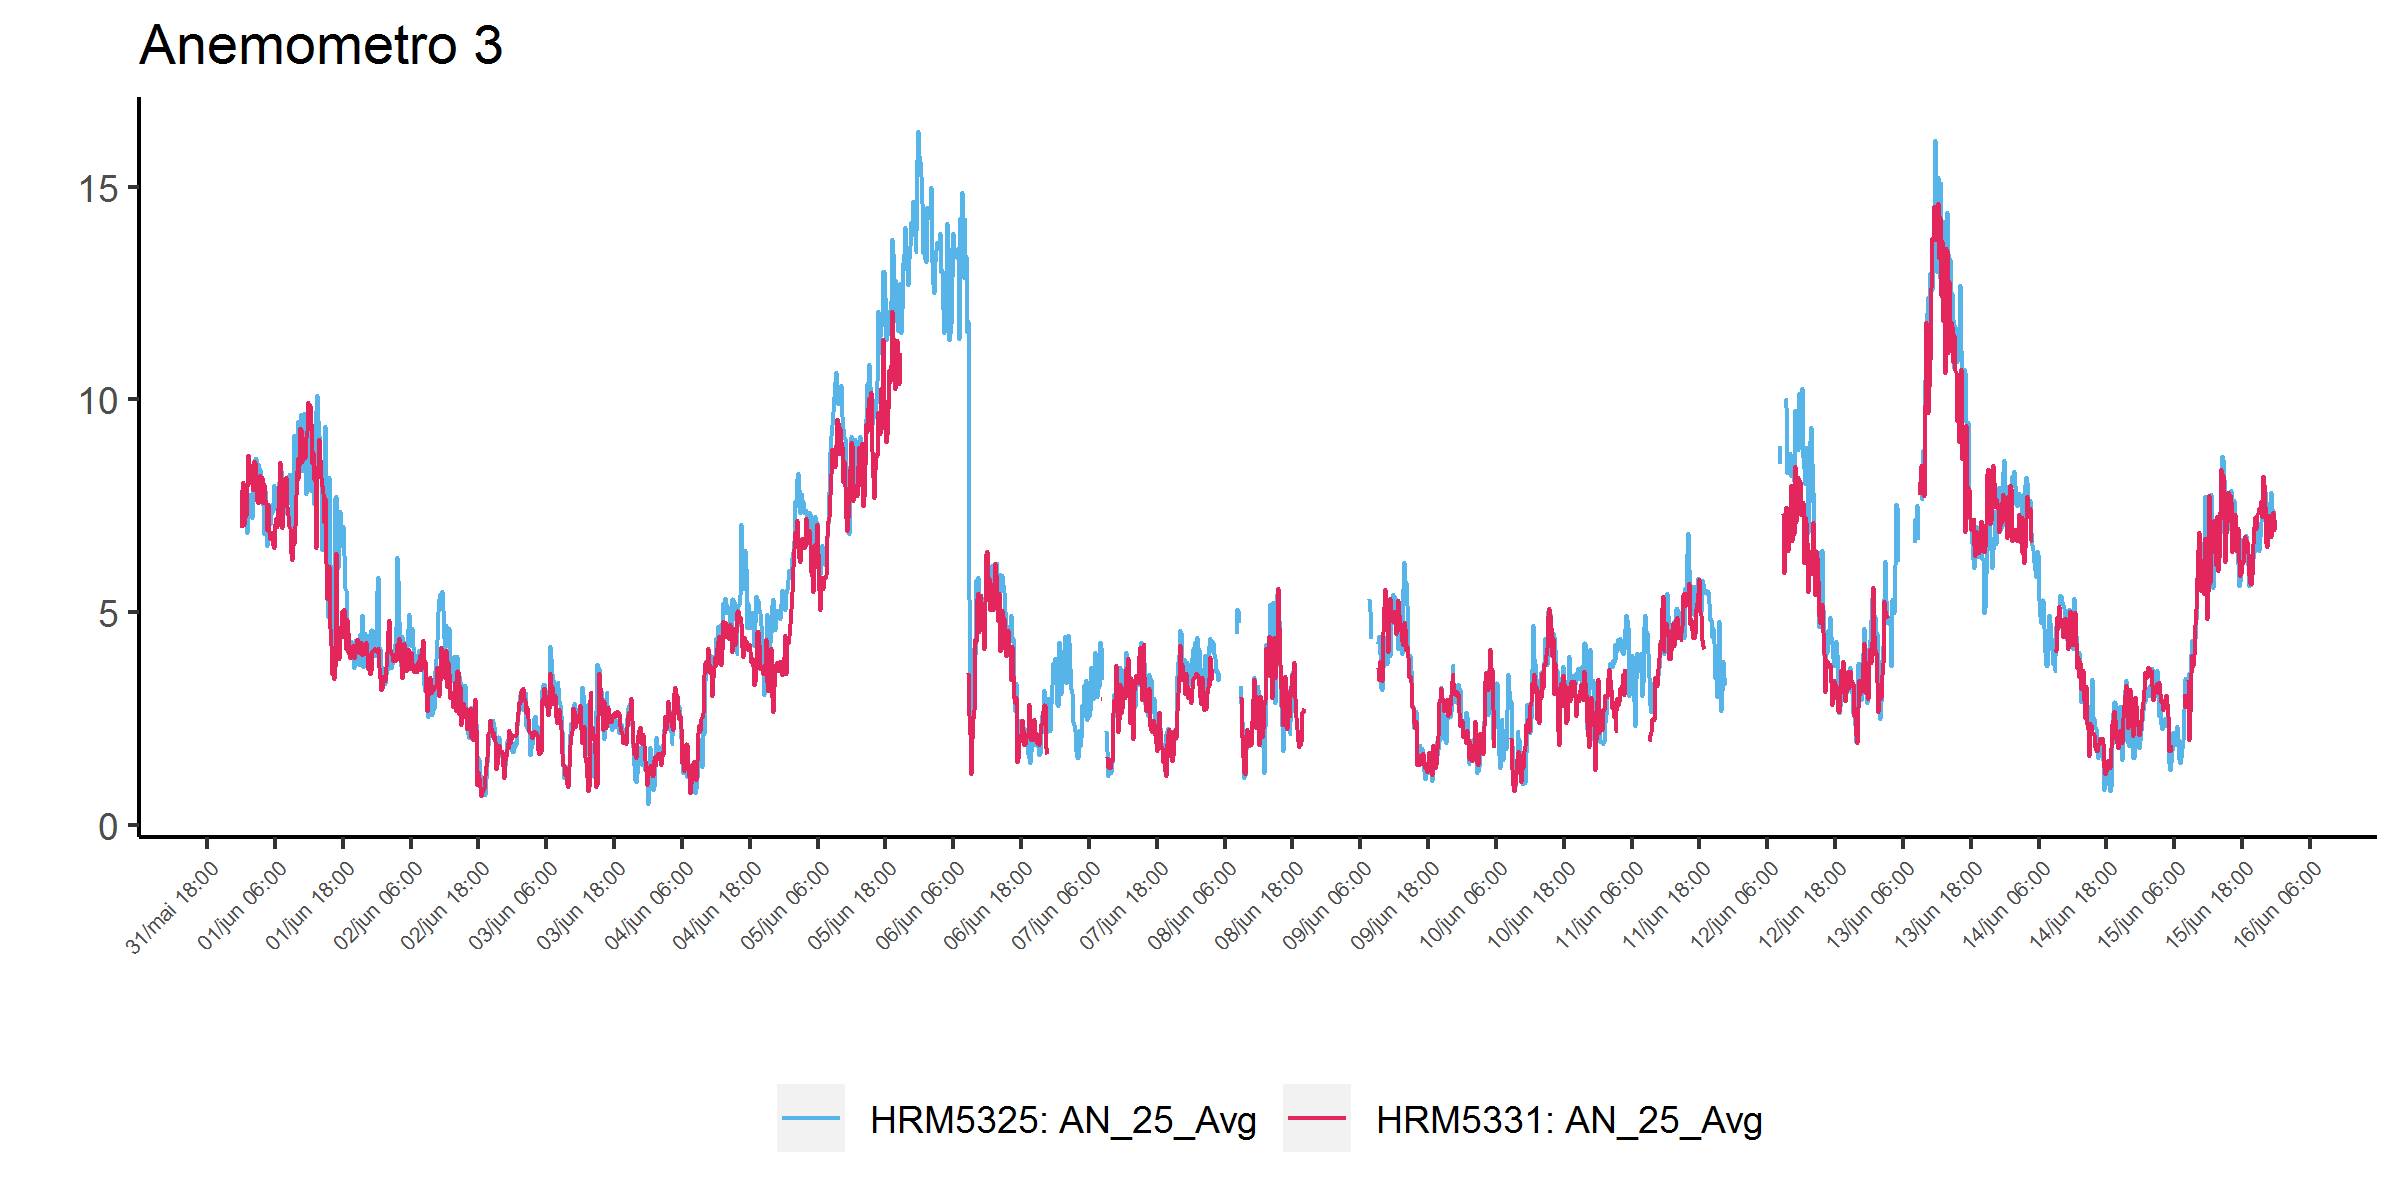 Anemometro 3
15
10
5
0
31/mai 18:00
01/jun 06:00
01/jun 18:00
02/jun 06:00
02/jun 18:00
03/jun 06:00
03/jun 18:00
04/jun 06:00
04/jun 18:00
05/jun 06:00
05/jun 18:00
06/jun 06:00
06/jun 18:00
07/jun 06:00
07/jun 18:00
08/jun 06:00
08/jun 18:00
09/jun 06:00
09/jun 18:00
10/jun 06:00
10/jun 18:00
11/jun 06:00
11/jun 18:00
12/jun 06:00
12/jun 18:00
13/jun 06:00
13/jun 18:00
14/jun 06:00
14/jun 18:00
15/jun 06:00
15/jun 18:00
16/jun 06:00
HRM5325: AN_25_Avg
HRM5331: AN_25_Avg